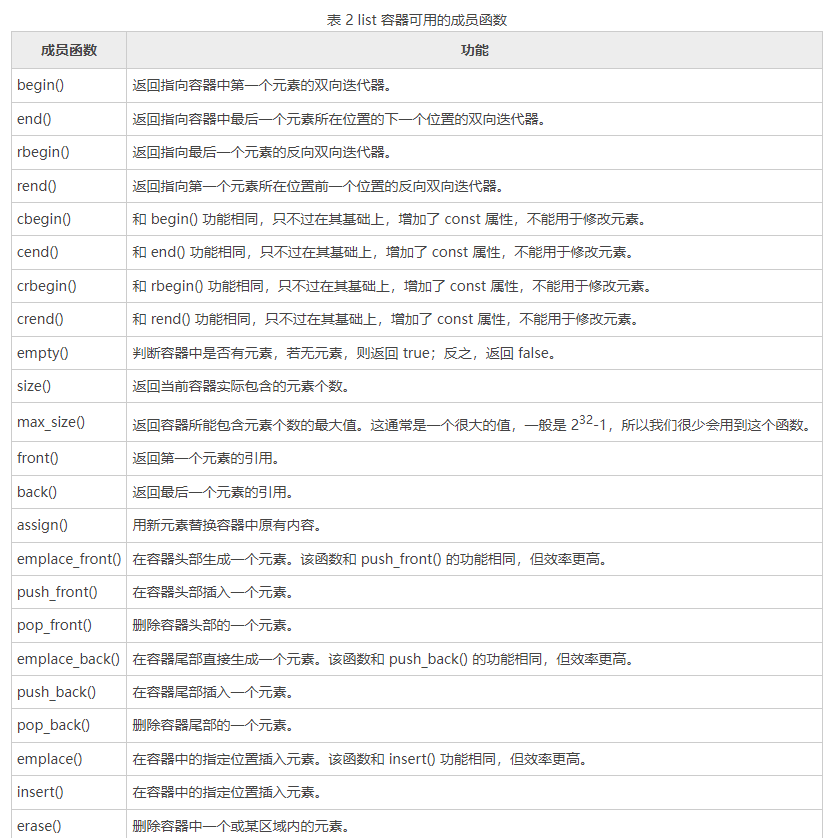 表 2 list 容器可用的成员函数
成员函数 功能
begin() 返回指向容器中第一个元素的双向迭代器。
end() 返回指向容器中最后一个元素所在位置的下一个位置的双向迭代器。
rbegin() 返回指向最后一个元素的反向双向迭代器。
rend() 返回指向第一个元素所在位置前一个位置的反向双向迭代器。
cbegin() 和 begin() 功能相同，只不过在其基础上，增加了 const 属性，不能用于修改元素。
cend() 和 end() 功能相同，只不过在其基础上，增加了 const 属性，不能用于修改元素。
crbegin() 和 rbegin() 功能相同，只不过在其基础上，增加了 const 属性，不能用于修改元素。
crend() 和 rend() 功能相同，只不过在其基础上，增加了 const 属性，不能用于修改元素。
empty() 判断容器中是否有元素，若无元素，则返回 true；反之，返回 false。
size() 返回当前容器实际包含的元素个数。
max_size() 返回容器所能包含元素个数的最大值。这通常是一个很大的值，一般是 2³²-1，所以我们很少会用到这个函数。
front() 返回第一个元素的引用。
back() 返回最后一个元素的引用。
assign() 用新元素替换容器中原有内容。
emplace_front() 在容器头部生成一个元素。该函数和 push_front() 的功能相同，但效率更高。
push_front() 在容器头部插入一个元素。
pop_front() 删除容器头部的一个元素。
emplace_back() 在容器尾部直接生成一个元素。该函数和 push_back() 的功能相同，但效率更高。
push_back() 在容器尾部插入一个元素。
pop_back() 删除容器尾部的一个元素。
emplace() 在容器中的指定位置插入元素。该函数和 insert() 功能相同，但效率更高。
insert() 在容器中的指定位置插入元素。
erase() 删除容器中一个或某区域内的元素。